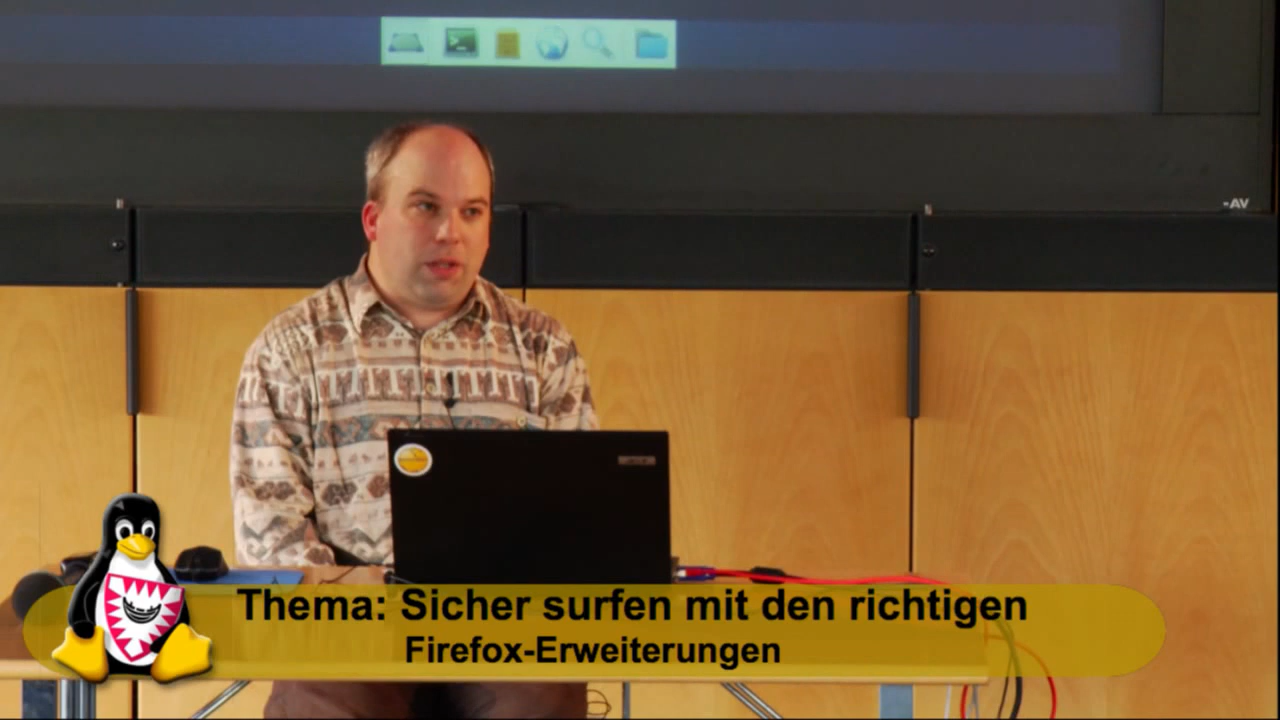 -AV
Thema: Sicher surfen mit den richtigen
Firefox-Erweiterungen